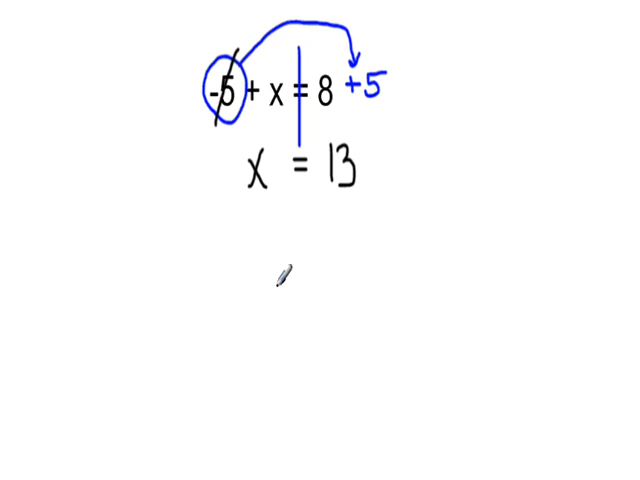 -5 + x = 8 +5
x = 13